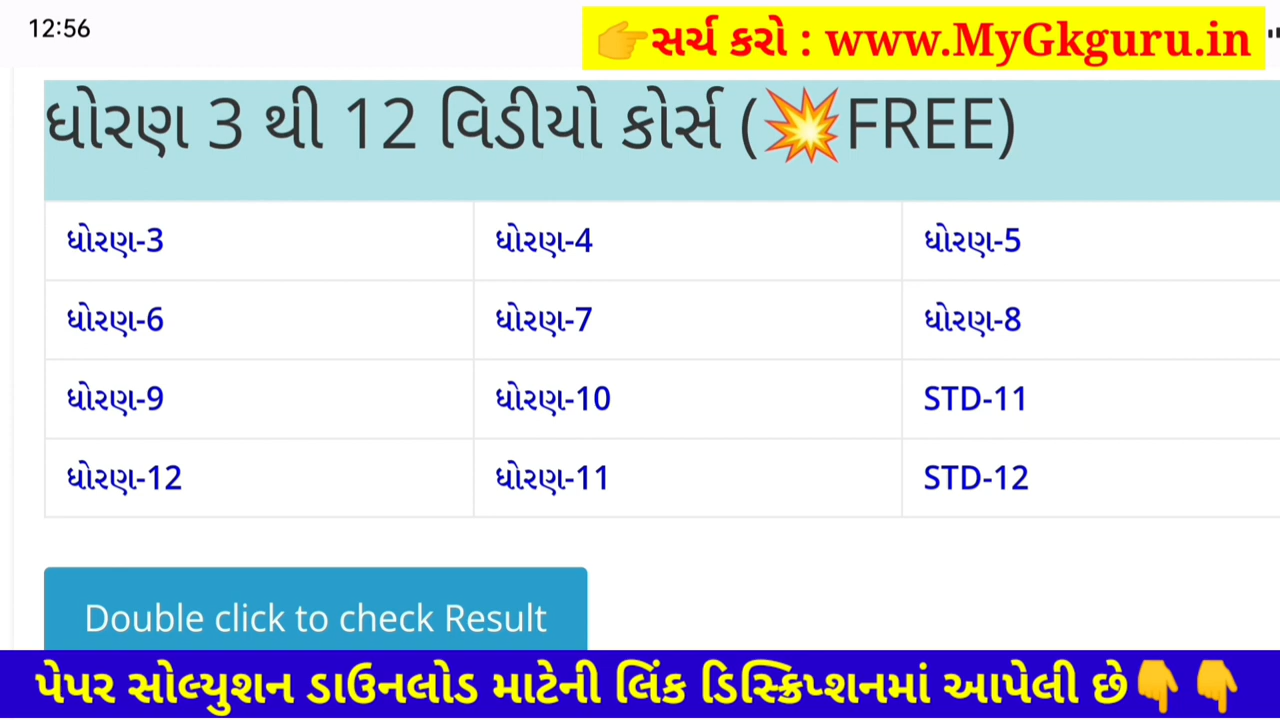 12:56
👉સર્ચ કરો : www.MyGkguru.in
ધોરણ 3 થી 12 વિડીયો કોર્સ (💥FREE)
ધોરણ-3 ધોરણ-4 ધોરણ-5
ધોરણ-6 ધોરણ-7 ધોરણ-8
ધોરણ-9 ધોરણ-10 STD-11
ધોરણ-12 ધોરણ-11 STD-12
Double click to check Result
પેપર સોલ્યુશન ડાઉનલોડ માટેની લિંક ડિસ્ક્રિપ્શનમાં આપેલી છે👇👇